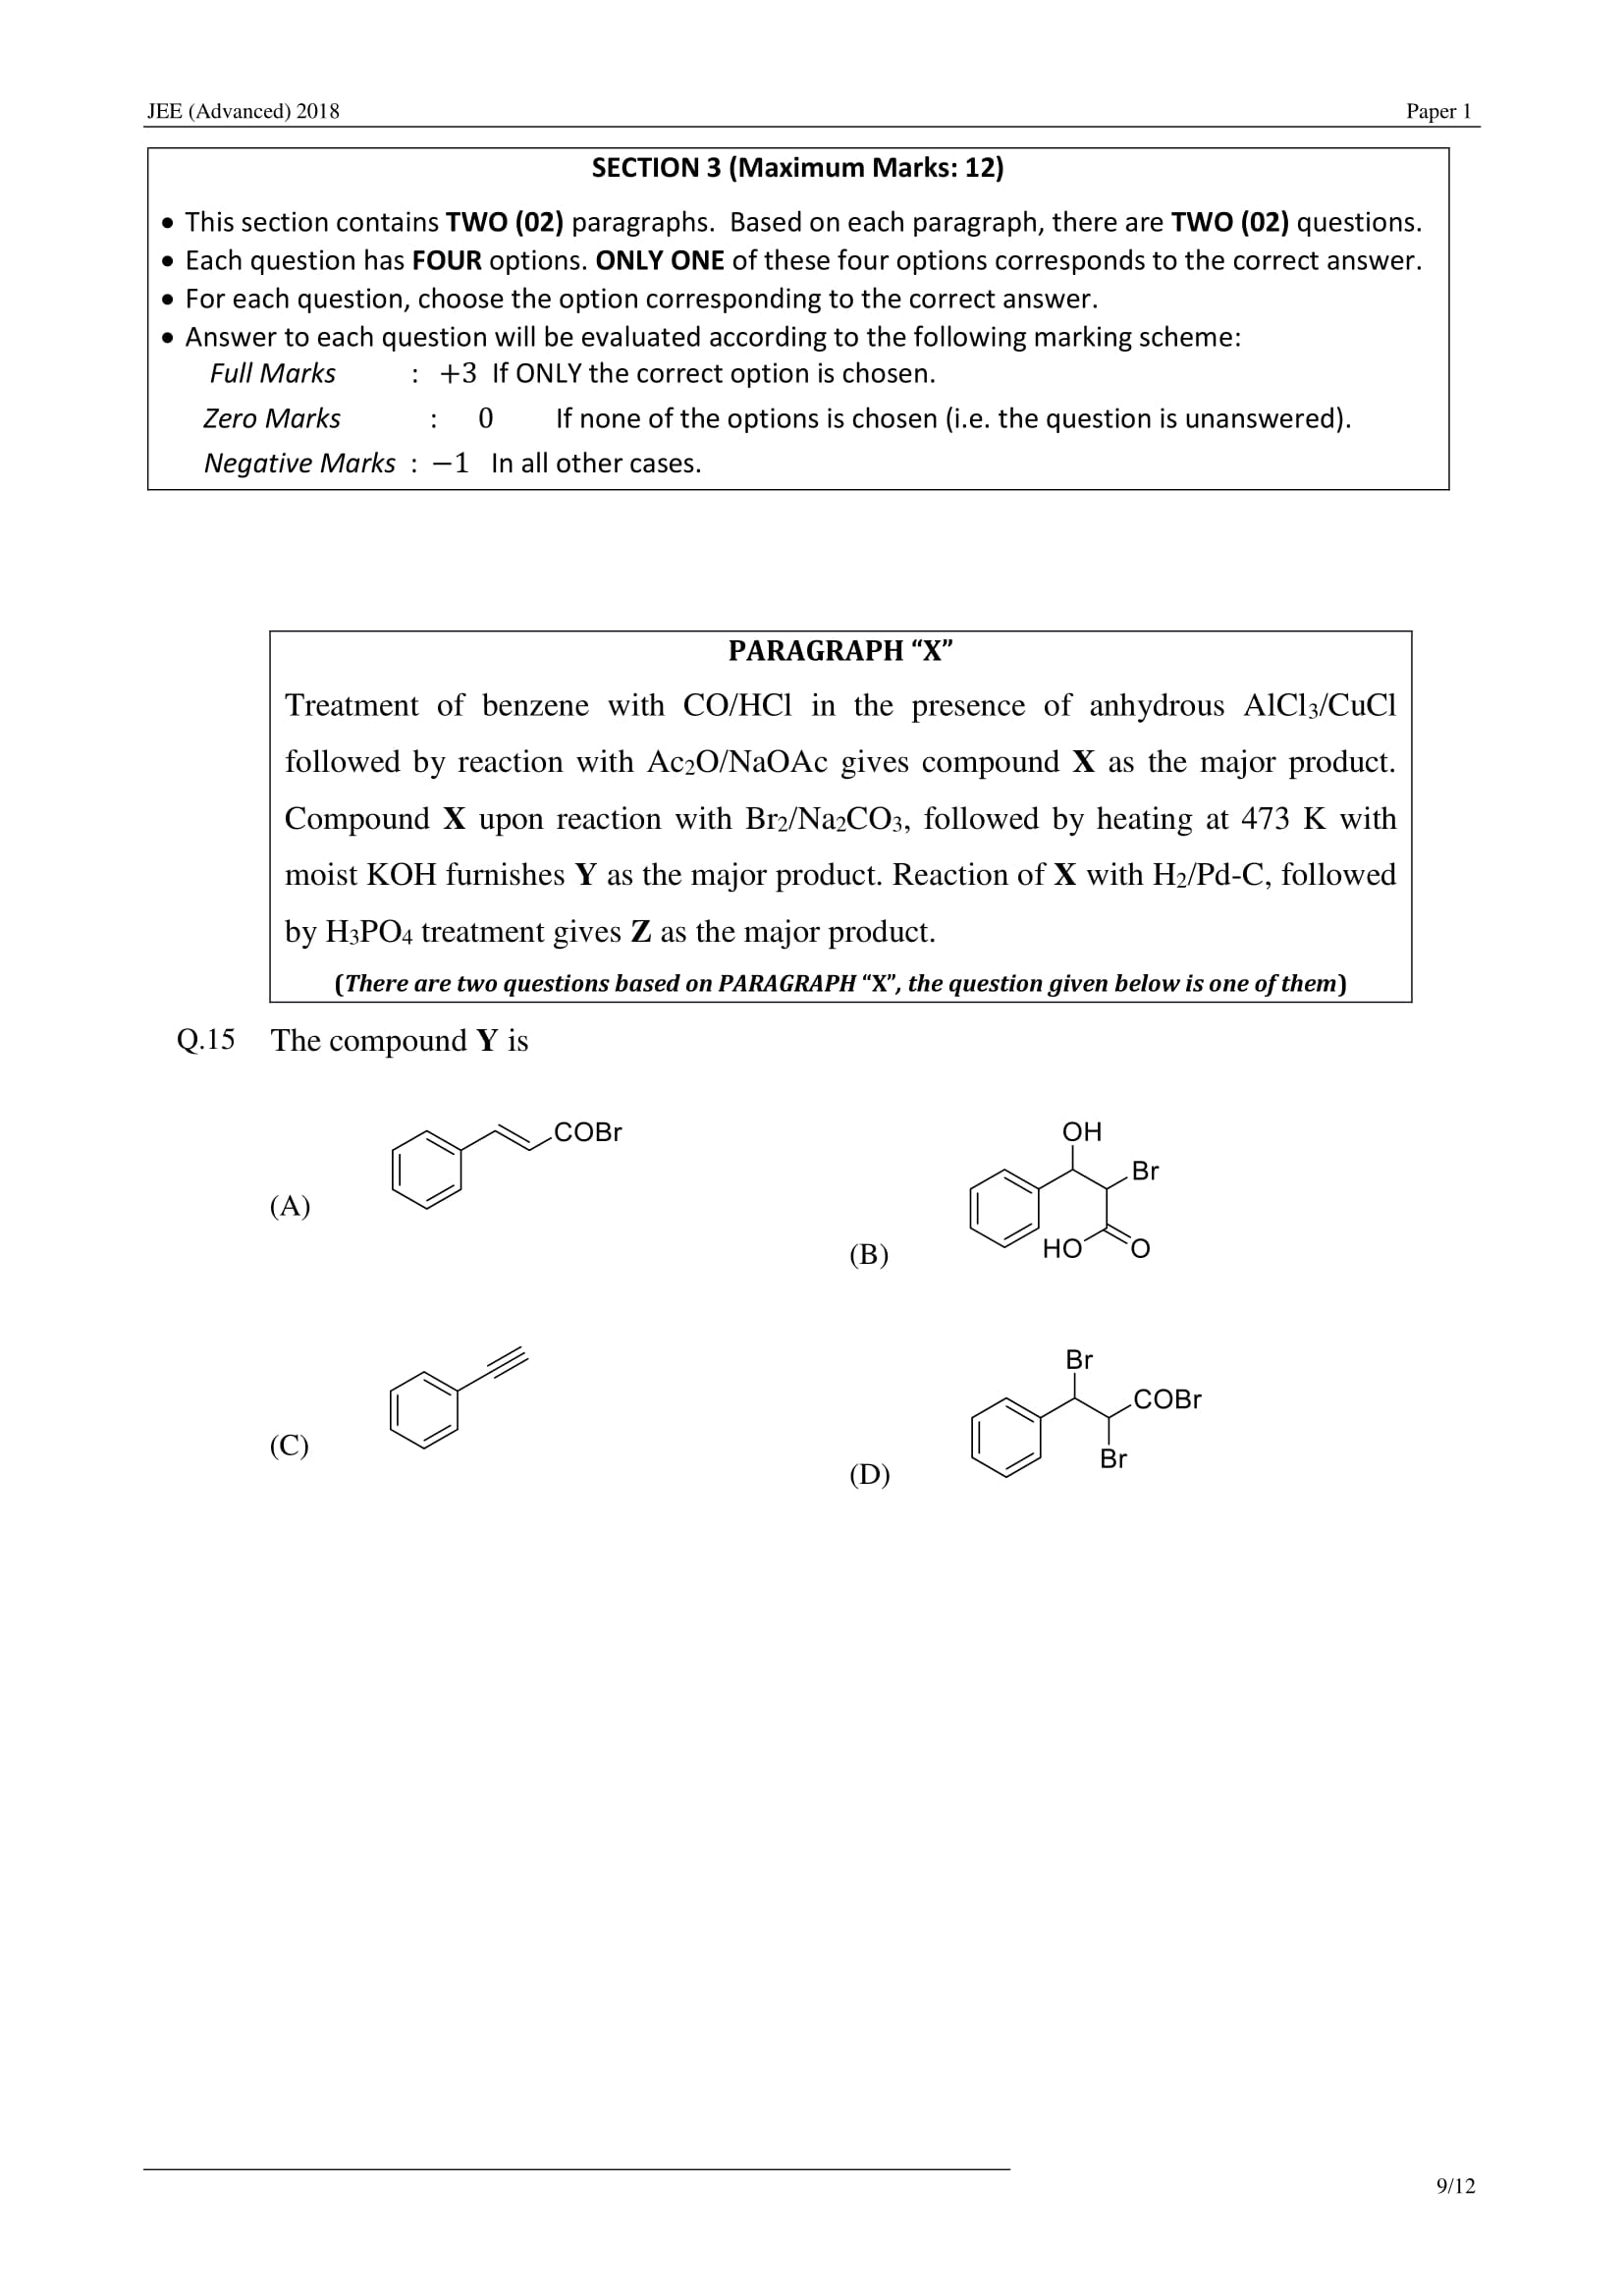 JEE (Advanced) 2018 Paper 1
SECTION 3 (Maximum Marks: 12)
• This section contains TWO (02) paragraphs. Based on each paragraph, there are TWO (02) questions.
• Each question has FOUR options. ONLY ONE of these four options corresponds to the correct answer.
• For each question, choose the option corresponding to the correct answer.
• Answer to each question will be evaluated according to the following marking scheme:
Full Marks : +3 If ONLY the correct option is chosen.
Zero Marks : 0 If none of the options is chosen (i.e. the question is unanswered).
Negative Marks : −1 In all other cases.
PARAGRAPH “X”
Treatment of benzene with CO/HCl in the presence of anhydrous AlCl3/CuCl
followed by reaction with Ac2O/NaOAc gives compound X as the major product.
Compound X upon reaction with Br2/Na2CO3, followed by heating at 473 K with
moist KOH furnishes Y as the major product. Reaction of X with H2/Pd-C, followed
by H3PO4 treatment gives Z as the major product.
(There are two questions based on PARAGRAPH “X”, the question given below is one of them)
Q.15 The compound Y is
COBr
(A)
OH
Br
HO O
(B)
(C)
Br
COBr
Br
(D)
9/12